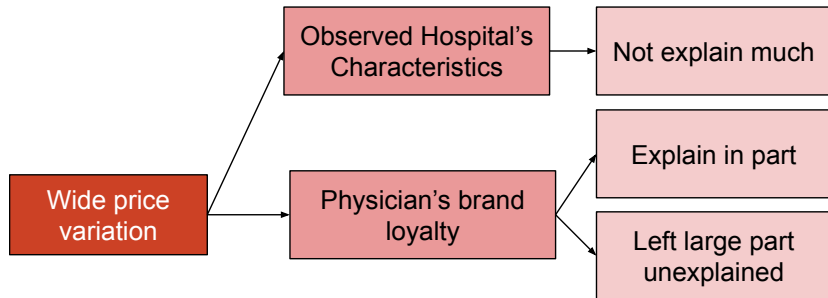 Observed Hospital's
Characteristics
Not explain much
Explain in part
Wide price
variation
Physician's brand
loyalty
Left large part
unexplained